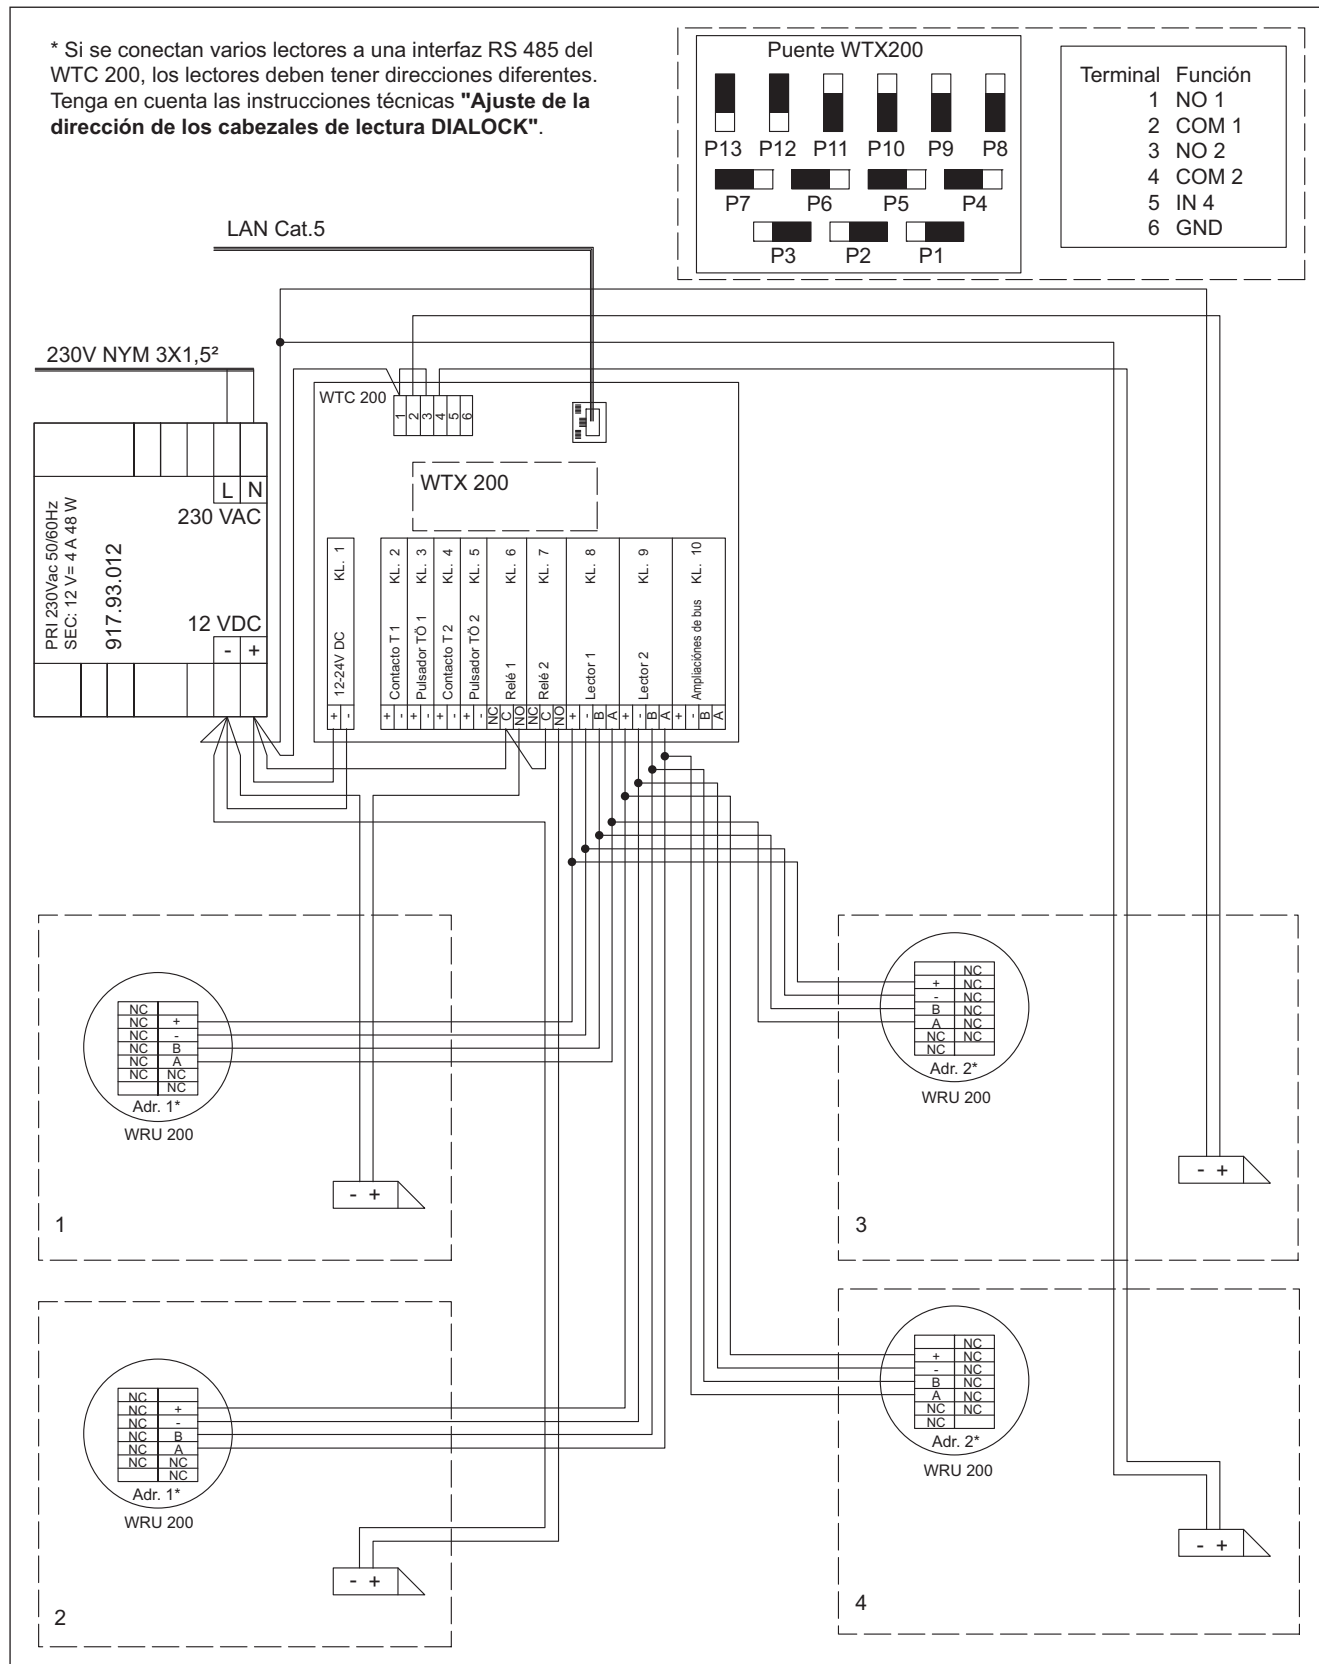 * Si se conectan varios lectores a una interfaz RS 485 del
WTC 200, los lectores deben tener direcciones diferentes.
Tenga en cuenta las instrucciones técnicas "Ajuste de la
dirección de los cabezales de lectura DIALOCK".
Puente WTX200
P13 P12 P11 P10 P9 P8
P7 P6 P5 P4
P3 P2 P1
Terminal Función
1 NO 1
2 COM 1
3 NO 2
4 COM 2
5 IN 4
6 GND
LAN Cat.5
230V NYM 3X1,5²
L N
230 VAC
PRI 230Vac 50/60Hz
SEC: 12 V= 4 A 48 W
917.93.012
12 VDC
- +
WTC 200
1 2 3 4 5 6
WTX 200
KL. 1
12-24V DC
+ -
KL. 2
Contacto T 1
+ -
KL. 3
Pulsador TÖ 1
+ -
KL. 4
Contacto T 2
+ -
KL. 5
Pulsador TÖ 2
+ -
KL. 6
Relé 1
NC C NO
KL. 7
Relé 2
NC C NO
KL. 8
Lector 1
+ - B A
KL. 9
Lector 2
+ - B A
KL. 10
Ampliaciónes de bus
+ - B A
NC
NC +
NC -
NC B
NC A
NC NC
NC
Adr. 1*
WRU 200
- +
1
NC
+ NC
- NC
B NC
A NC
NC NC
NC
Adr. 2*
WRU 200
- +
3
NC
NC +
NC -
NC B
NC A
NC NC
NC
Adr. 1*
WRU 200
- +
2
NC
+ NC
- NC
B NC
A NC
NC NC
NC
Adr. 2*
WRU 200
- +
4